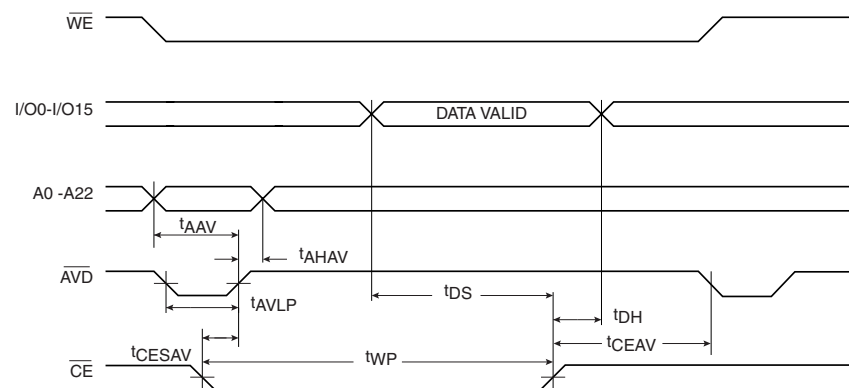 WE
I/O0-I/O15 DATA VALID
A0 -A22
tAAV
tAHAV
AVD
tDS
tAVLP
tDH
tCEAV
tCESAV
tWP
CE